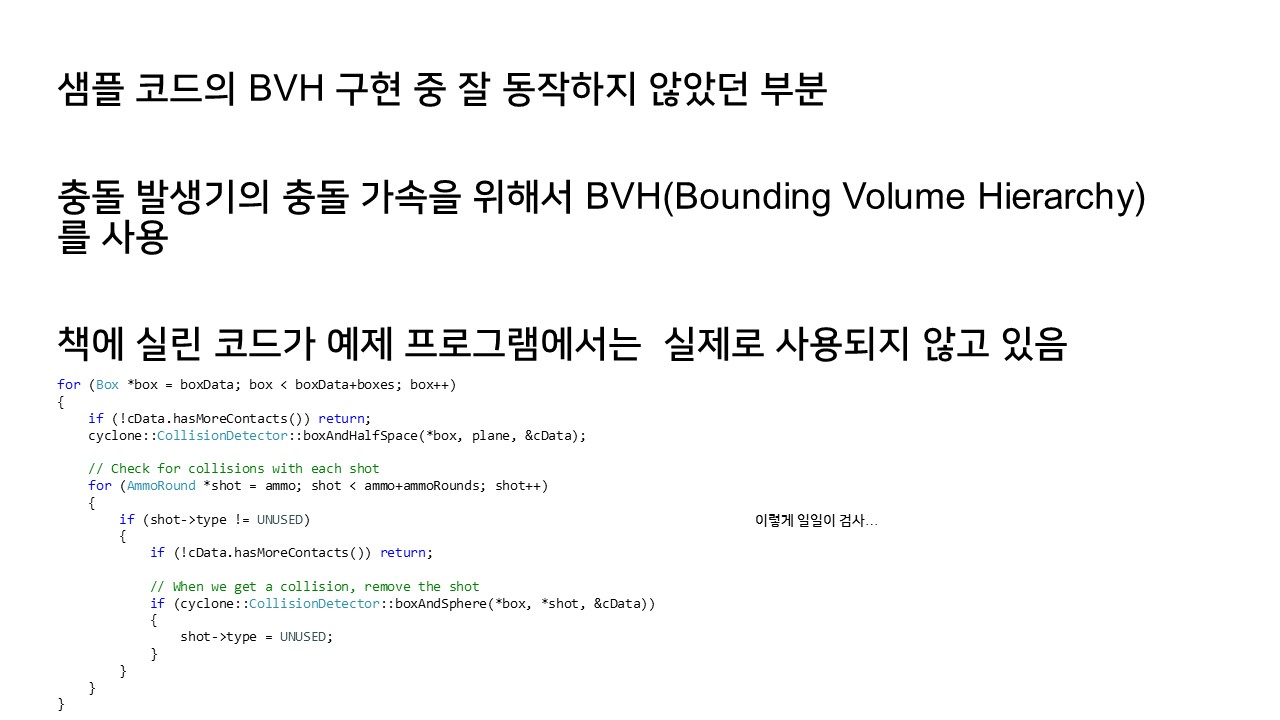 샘플 코드의 BVH 구현 중 잘 동작하지 않았던 부분
충돌 발생기의 충돌 가속을 위해서 BVH(Bounding Volume Hierarchy)
를 사용
책에 실린 코드가 예제 프로그램에서는  실제로 사용되지 않고 있음
for (Box *box = boxData; box < boxData+boxes; box++)
{
    if (!cData.hasMoreContacts()) return;
    cyclone::CollisionDetector::boxAndHalfSpace(*box, plane, &cData);
    // Check for collisions with each shot
    for (AmmoRound *shot = ammo; shot < ammo+ammoRounds; shot++)
    {
        if (shot->type != UNUSED)
이렇게 일일이 검사...
        {
            if (!cData.hasMoreContacts()) return;
            // When we get a collision, remove the shot
            if (cyclone::CollisionDetector::boxAndSphere(*box, *shot, &cData))
            {
                shot->type = UNUSED;
            }
        }
    }
}